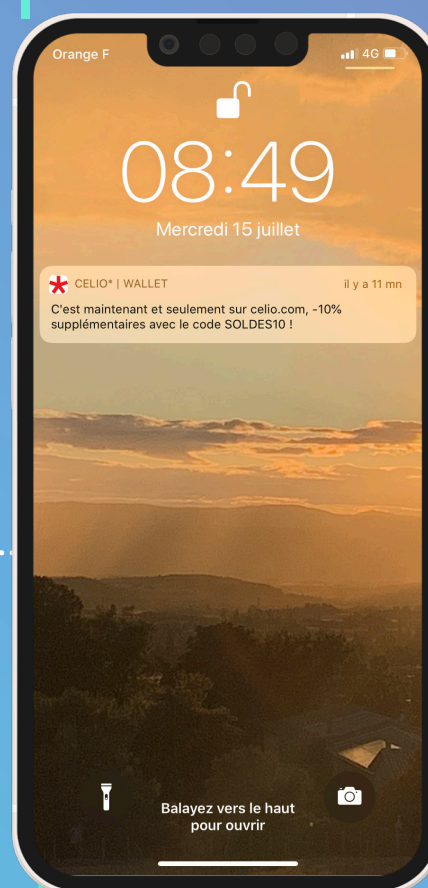 Orange F
4G
08:49
Mercredi 15 juillet
CELIO* | WALLET il y a 11 mn
C'est maintenant et seulement sur celio.com, -10%
supplémentaires avec le code SOLDES10 !
Balayez vers le haut
pour ouvrir